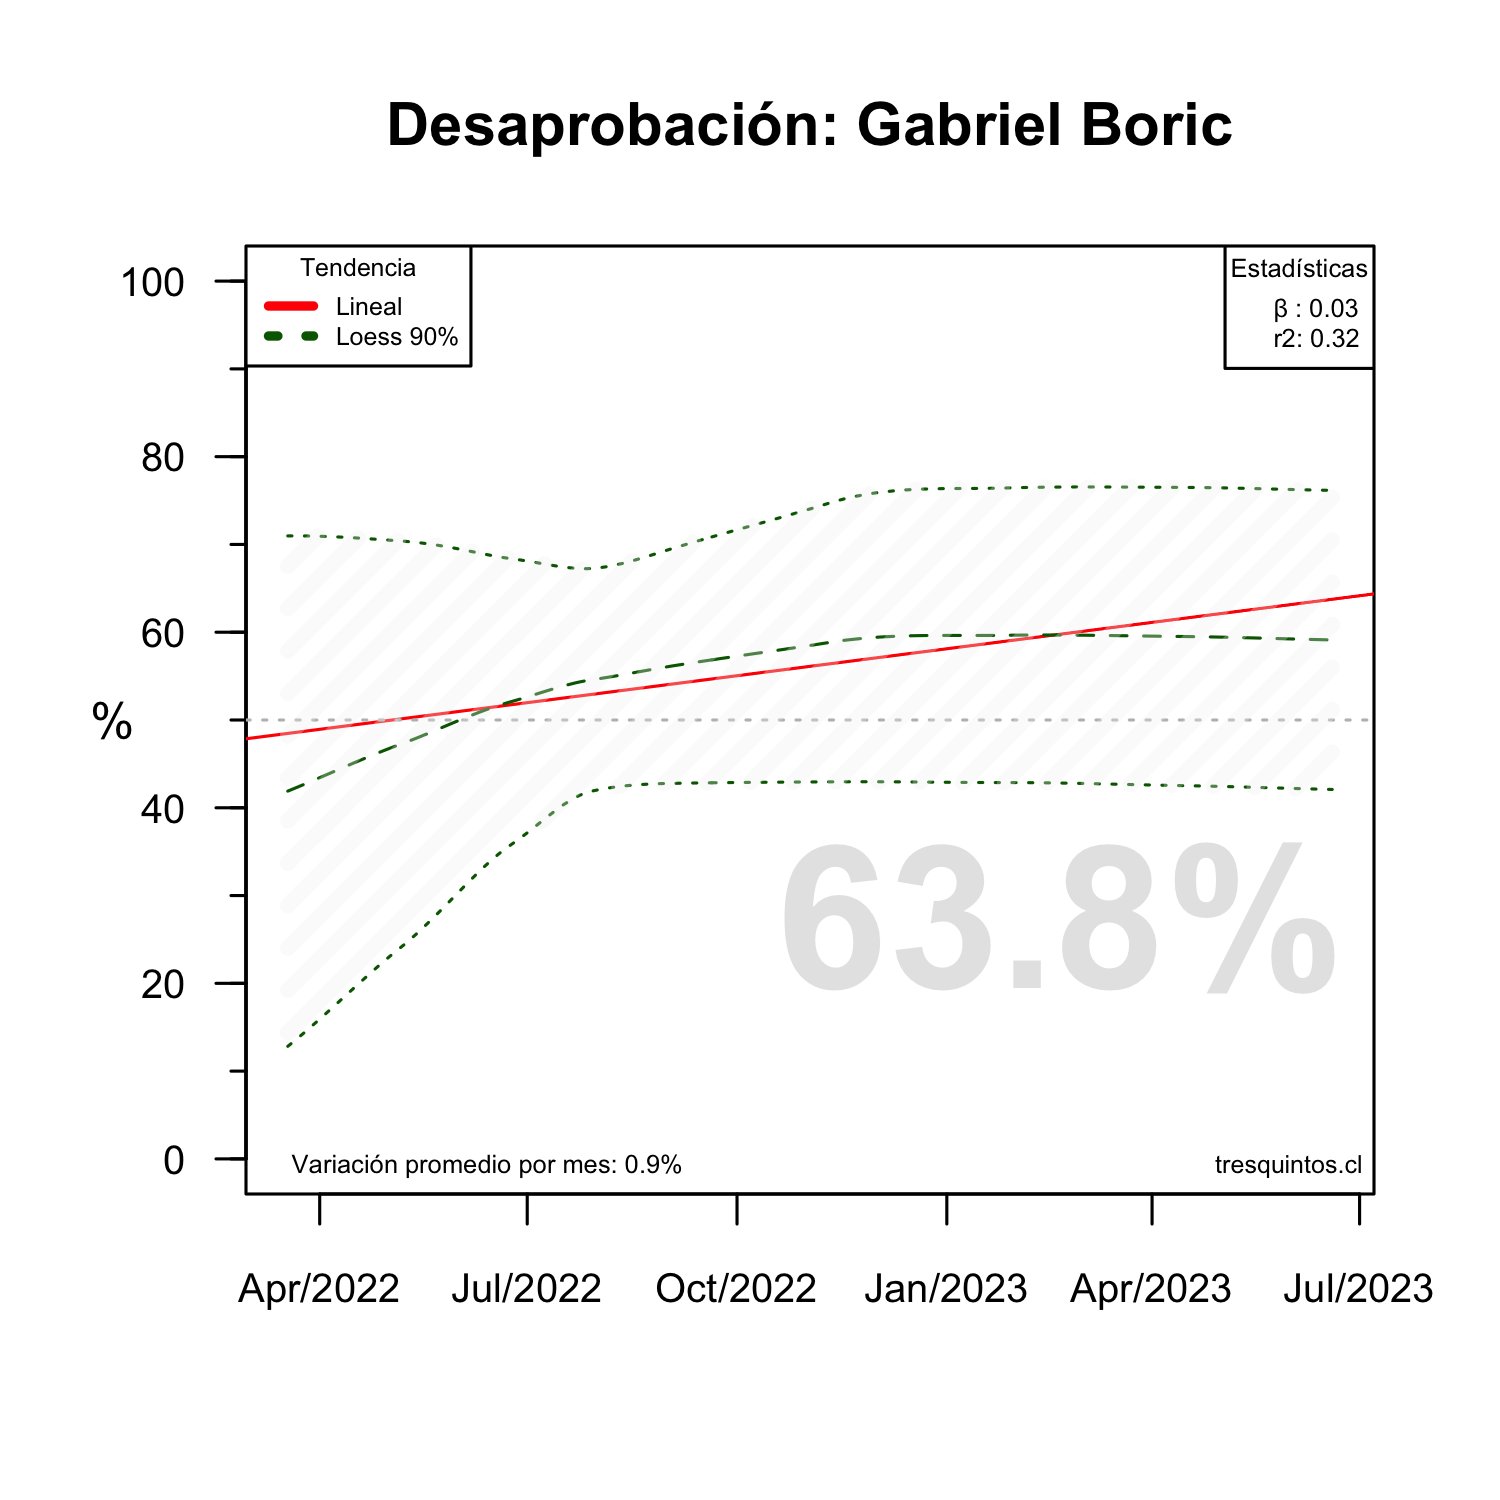 Desaprobación: Gabriel Boric
Tendencia
Lineal
Loess 90%
Estadísticas
β : 0.03
r2: 0.32
100
80
60
%
40
20
0
63.8%
Variación promedio por mes: 0.9%
tresquintos.cl
Apr/2022
Jul/2022
Oct/2022
Jan/2023
Apr/2023
Jul/2023